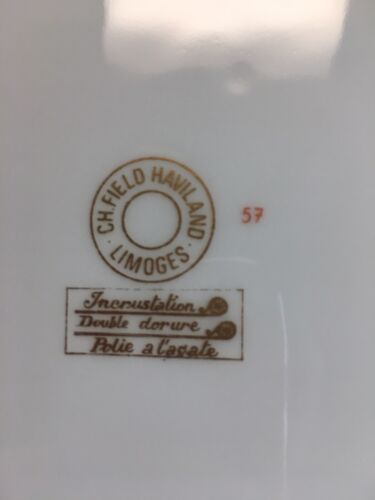 CH. FIELD HAVILAND
· LIMOGES ·
57
Incrustation
Double dorure
Polie a l'agate